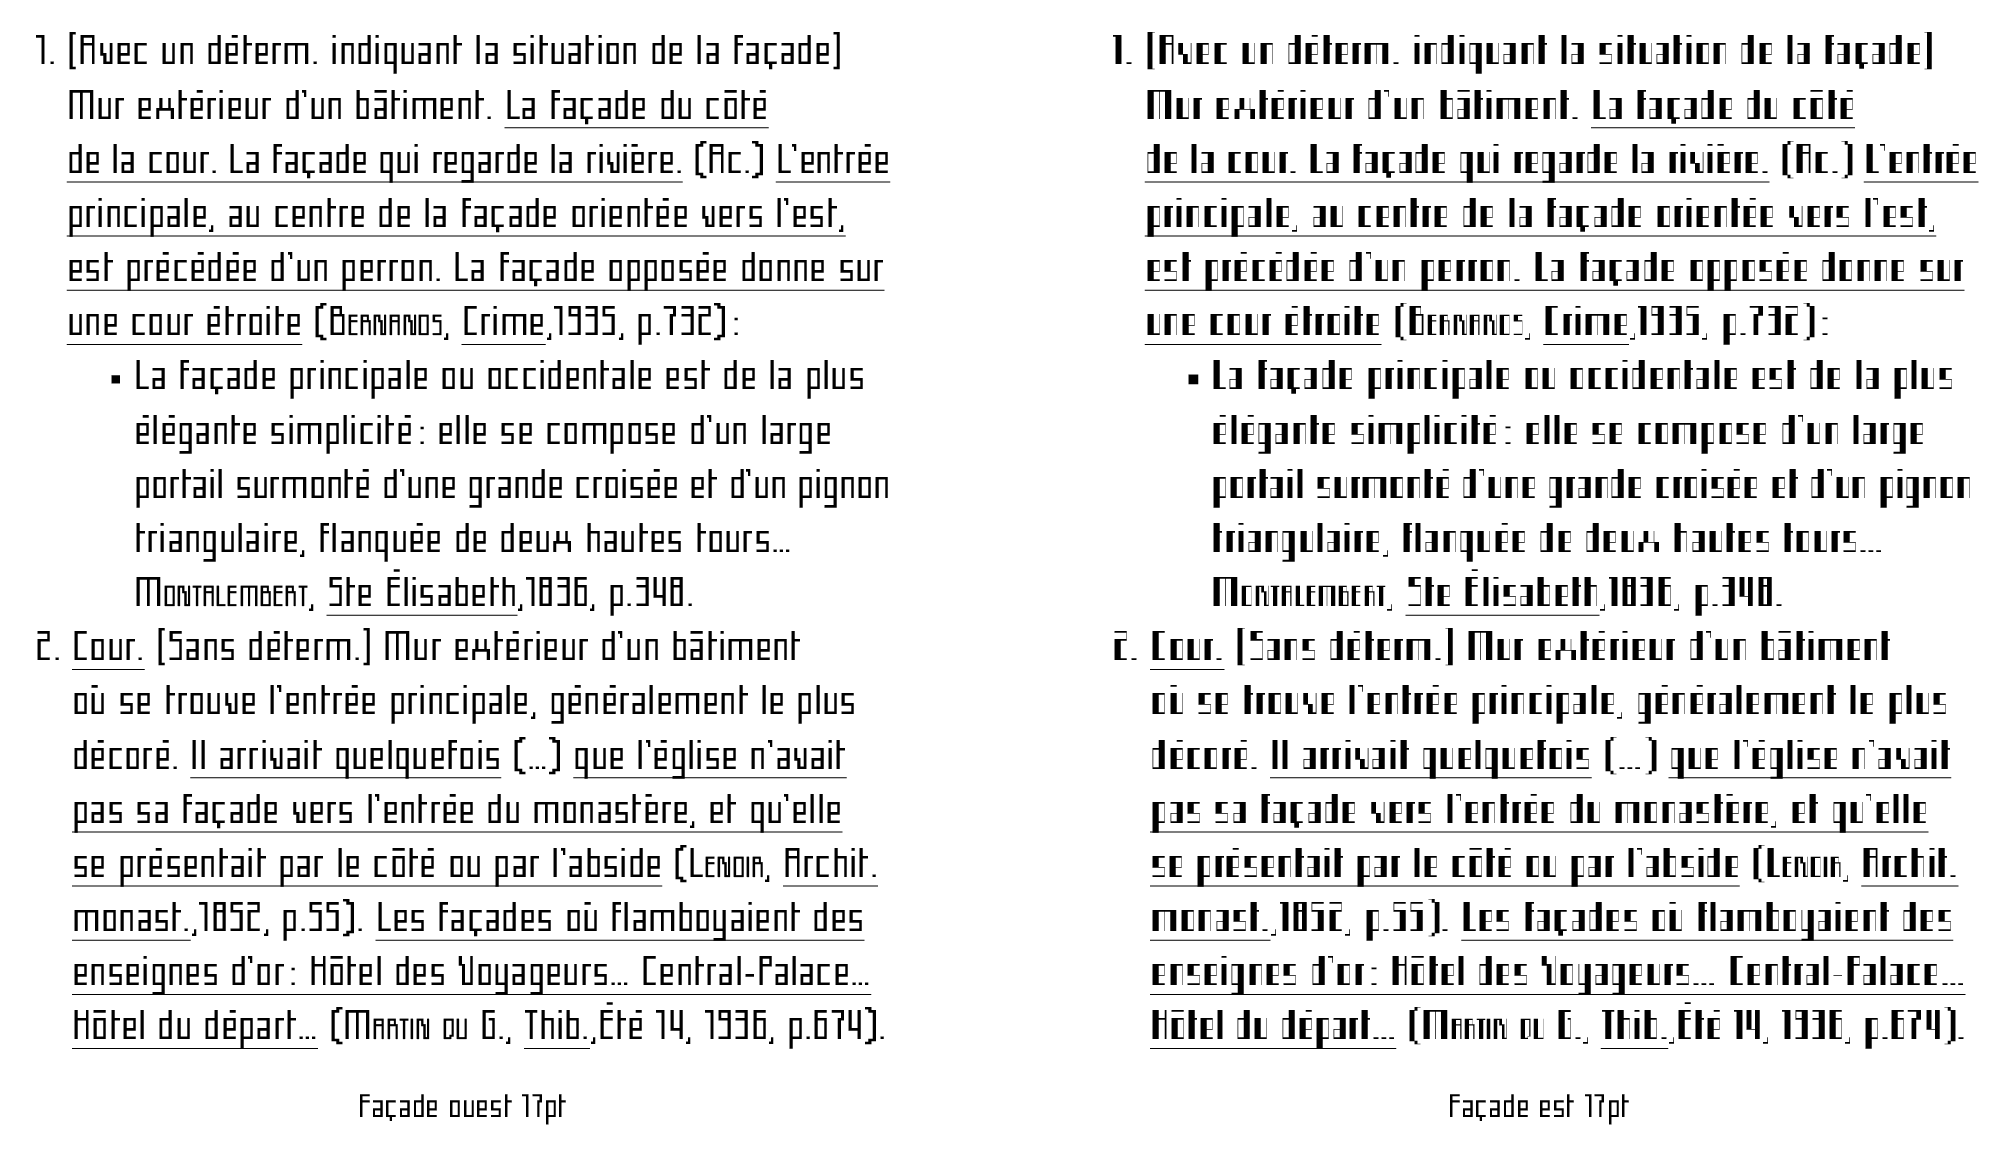 1. [Avec un déterm. indiquant la situation de la façade]
Mur extérieur d'un bâtiment. La façade du côté
de la cour. La façade qui regarde la rivière. (Ac.) L'entrée
principale, au centre de la façade orientée vers l'est,
est précédée d'un perron. La façade opposée donne sur
une cour étroite (Bernanos, Crime,1935, p.732):
▪ La façade principale ou occidentale est de la plus
élégante simplicité: elle se compose d'un large
portail surmonté d'une grande croisée et d'un pignon
triangulaire, flanquée de deux hautes tours...
Montalembert, Ste Élisabeth,1836, p.348.
2. Cour. [Sans déterm.] Mur extérieur d'un bâtiment
où se trouve l'entrée principale, généralement le plus
décoré. Il arrivait quelquefois (...) que l'église n'avait
pas sa façade vers l'entrée du monastère, et qu'elle
se présentait par le côté ou par l'abside (Lenoir, Archit.
monast.,1852, p.55). Les façades où flamboyaient des
enseignes d'or: Hôtel des Voyageurs... Central-Palace...
Hôtel du départ... (Martin du G., Thib.,Été 14, 1936, p.674).
Façade ouest 17pt
1. [Avec un déterm. indiquant la situation de la façade]
Mur extérieur d'un bâtiment. La façade du côté
de la cour. La façade qui regarde la rivière. (Ac.) L'entrée
principale, au centre de la façade orientée vers l'est,
est précédée d'un perron. La façade opposée donne sur
une cour étroite (Bernanos, Crime,1935, p.732):
▪ La façade principale ou occidentale est de la plus
élégante simplicité: elle se compose d'un large
portail surmonté d'une grande croisée et d'un pignon
triangulaire, flanquée de deux hautes tours...
Montalembert, Ste Élisabeth,1836, p.348.
2. Cour. [Sans déterm.] Mur extérieur d'un bâtiment
où se trouve l'entrée principale, généralement le plus
décoré. Il arrivait quelquefois (...) que l'église n'avait
pas sa façade vers l'entrée du monastère, et qu'elle
se présentait par le côté ou par l'abside (Lenoir, Archit.
monast.,1852, p.55). Les façades où flamboyaient des
enseignes d'or: Hôtel des Voyageurs... Central-Palace...
Hôtel du départ... (Martin du G., Thib.,Été 14, 1936, p.674).
Façade est 17pt